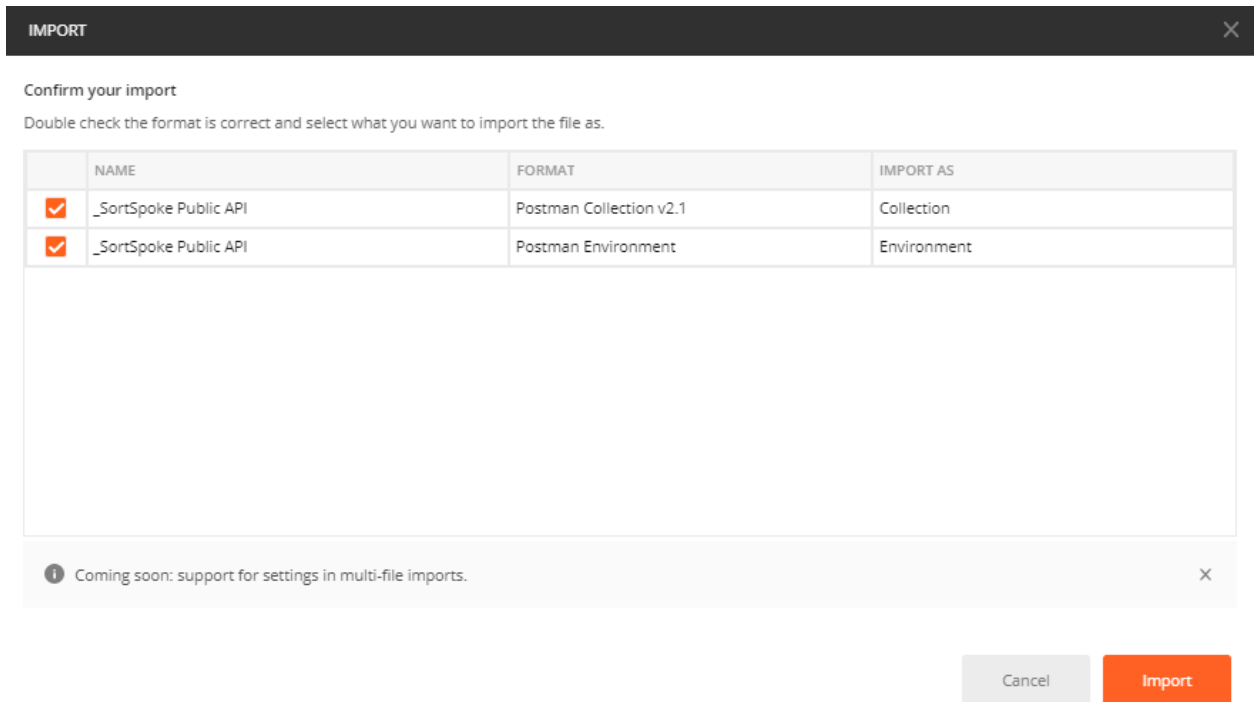 IMPORT
Confirm your import
Double check the format is correct and select what you want to import the file as.
NAME FORMAT IMPORT AS
_SortSpoke Public API Postman Collection v2.1 Collection
_SortSpoke Public API Postman Environment Environment
Coming soon: support for settings in multi-file imports.
Cancel Import